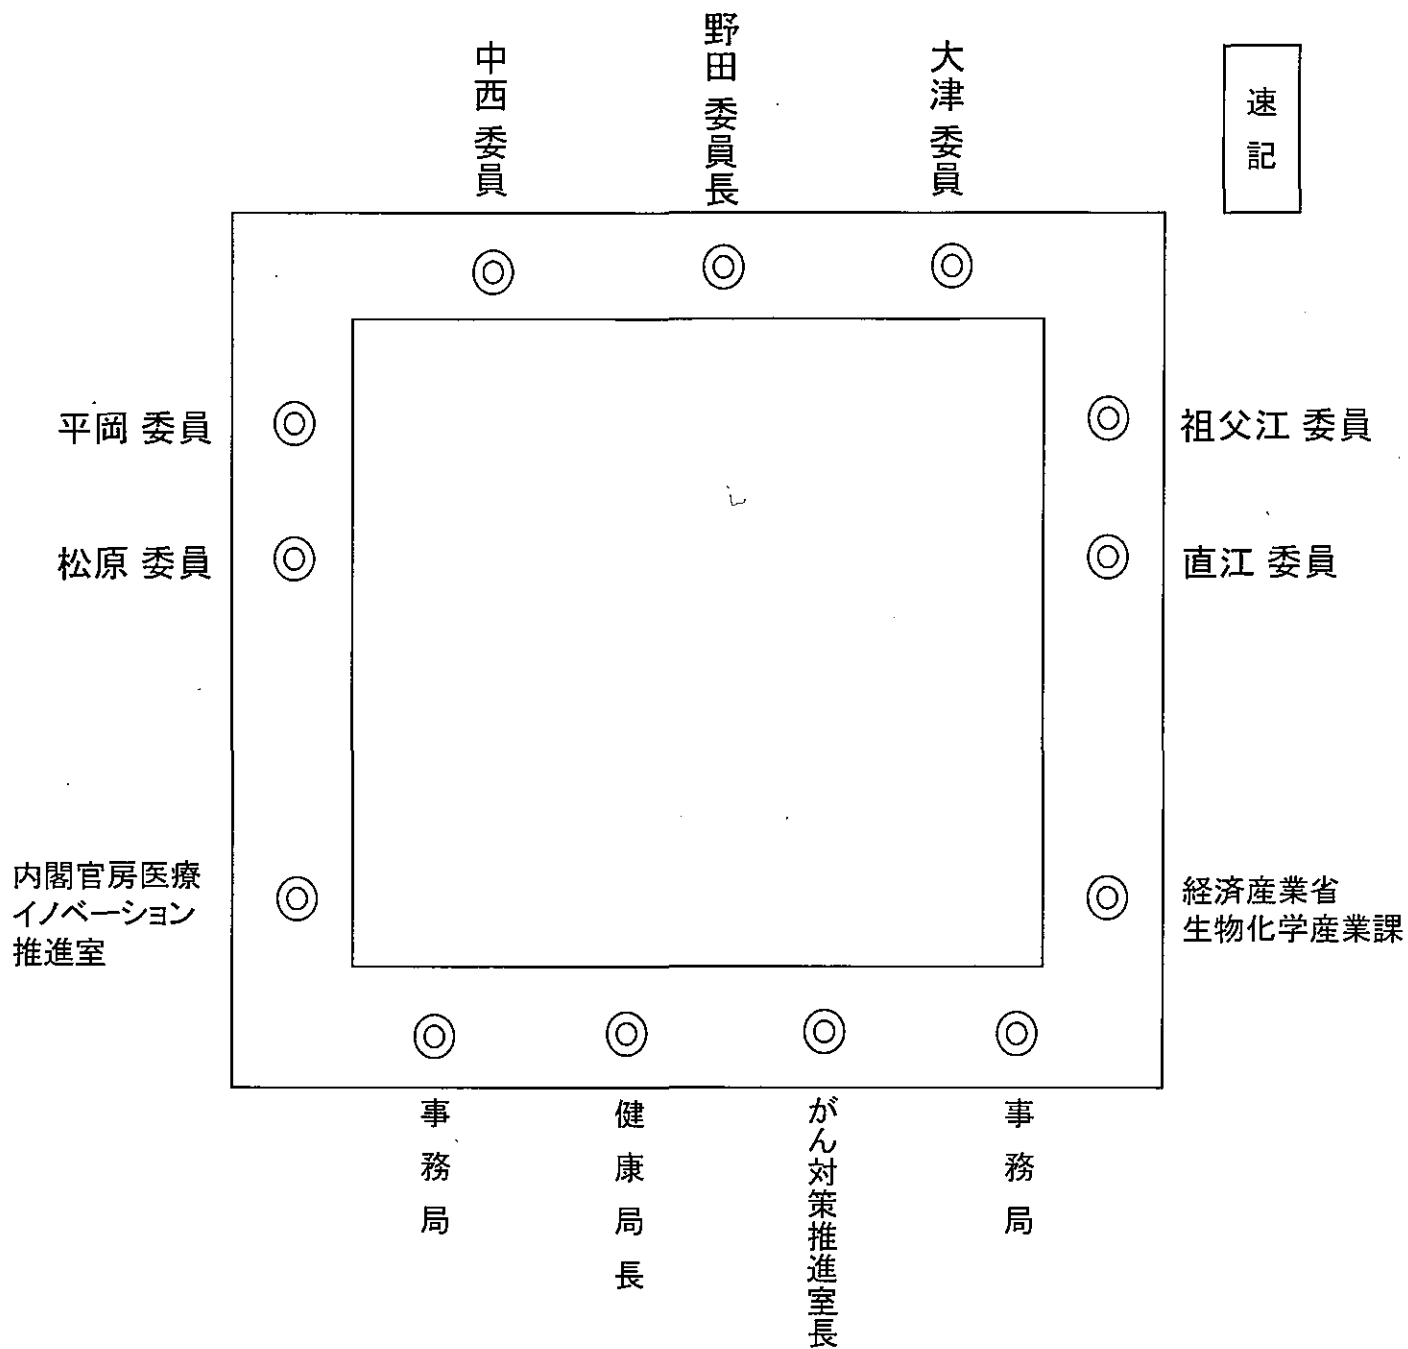 中西 委員
野田 委員長
大津 委員
速記
平岡 委員
祖父江 委員
松原 委員
直江 委員
内閣官房医療
イノベーション
推進室
経済産業省
生物化学産業課
事務局
健康局長
がん対策推進室長
事務局